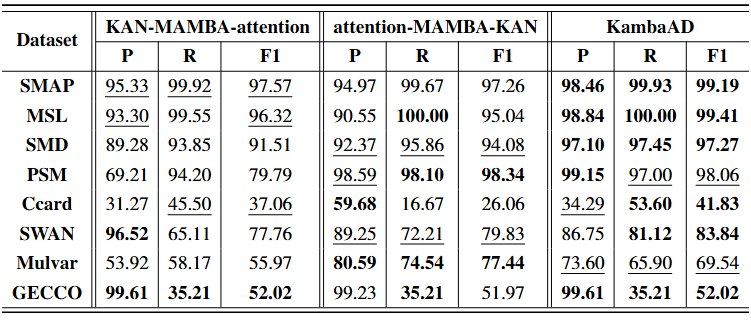 Dataset KAN-MAMBA-attention attention-MAMBA-KAN KambaAD
P R F1 P R F1 P R F1
SMAP 95.33 99.92 97.57 94.97 99.67 97.26 98.46 99.93 99.19
MSL 93.30 99.55 96.32 90.55 100.00 95.04 98.84 100.00 99.41
SMD 89.28 93.85 91.51 92.37 95.86 94.08 97.10 97.45 97.27
PSM 69.21 94.20 79.79 98.59 98.10 98.34 99.15 97.00 98.06
Ccard 31.27 45.50 37.06 59.68 16.67 26.06 34.29 53.60 41.83
SWAN 96.52 65.11 77.76 89.25 72.21 79.83 86.75 81.12 83.84
Mulvar 53.92 58.17 55.97 80.59 74.54 77.44 73.60 65.90 69.54
GECCO 99.61 35.21 52.02 99.23 35.21 51.97 99.61 35.21 52.02